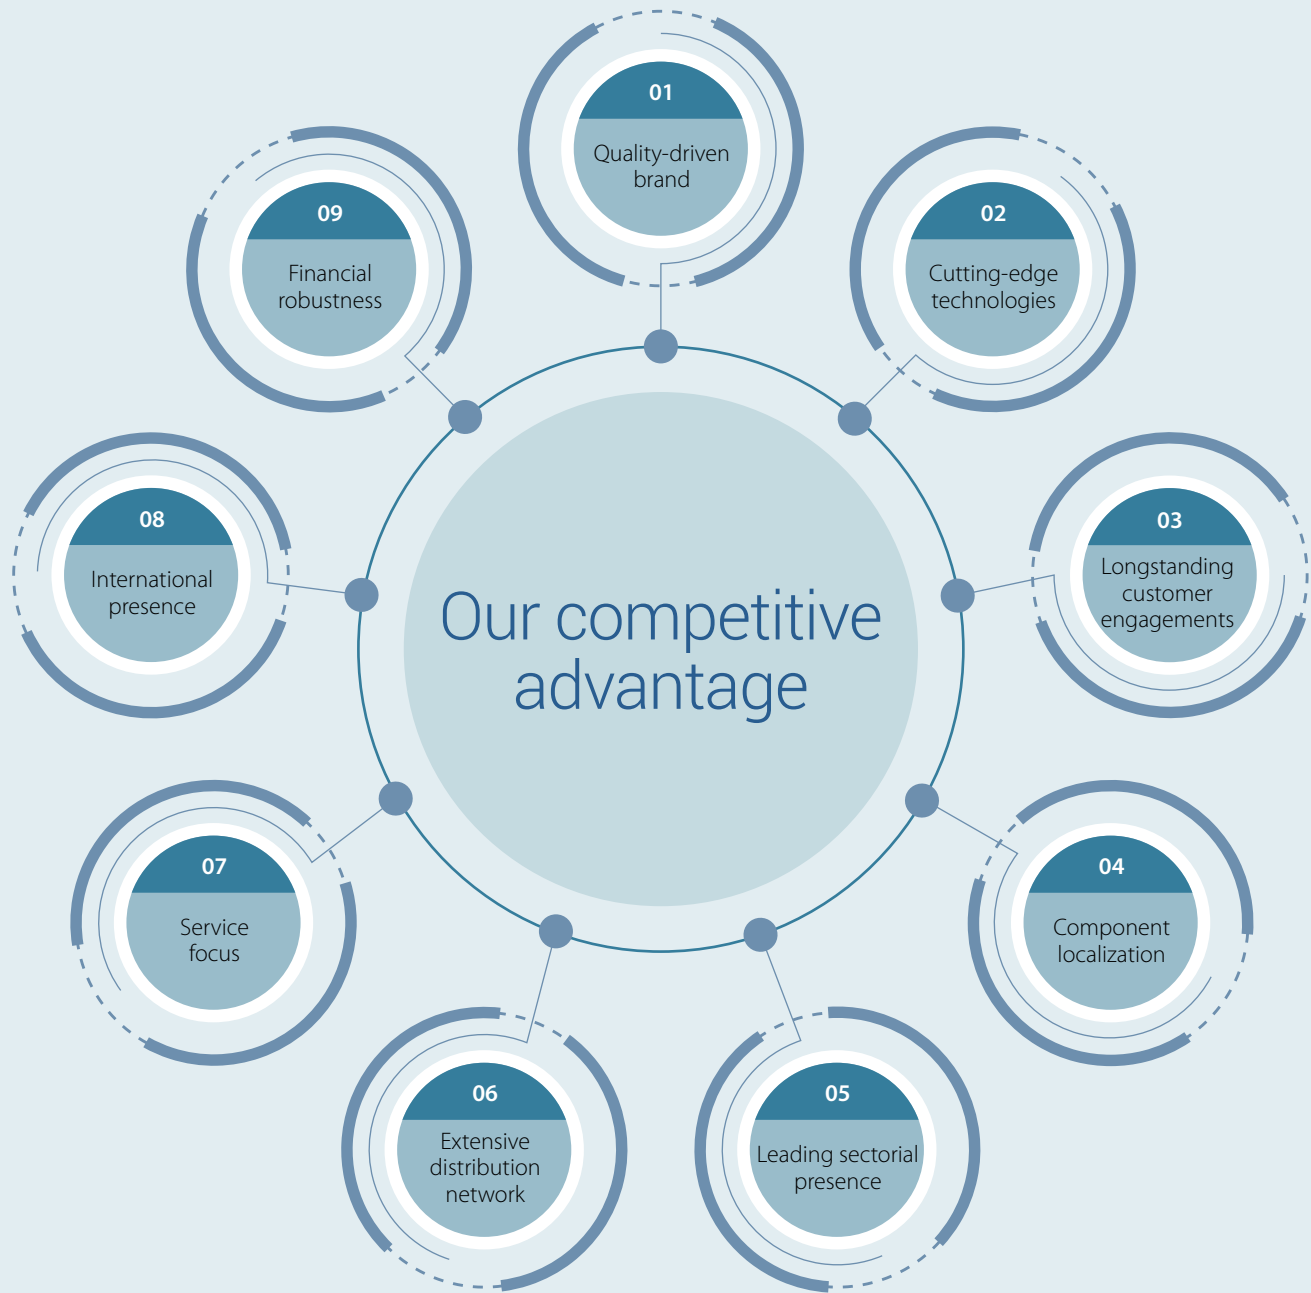 Our competitive
advantage
01
Quality-driven
brand
02
Cutting-edge
technologies
03
Longstanding
customer
engagements
04
Component
localization
05
Leading sectorial
presence
06
Extensive
distribution
network
07
Service
focus
08
International
presence
09
Financial
robustness